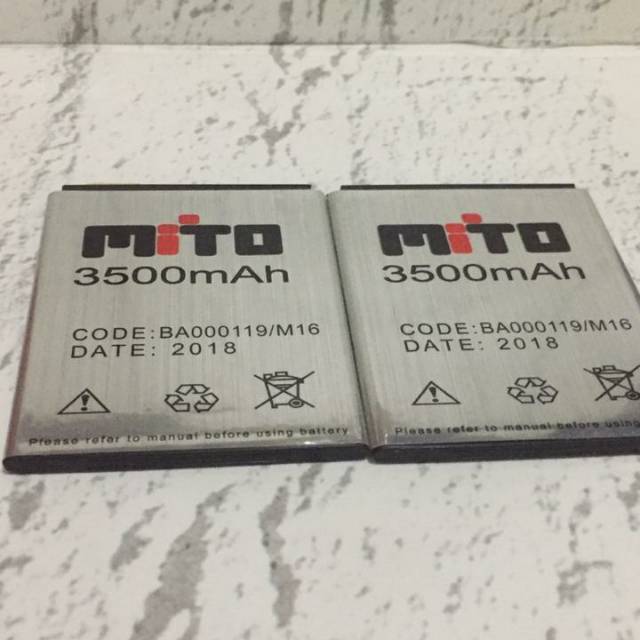 MiTO
3500mAh
CODE:BA000119/M16
DATE: 2018
Please refer to manual before using battery
MiTO
3500mAh
CODE:BA000119/M16
DATE: 2018
Please refer to manual before using